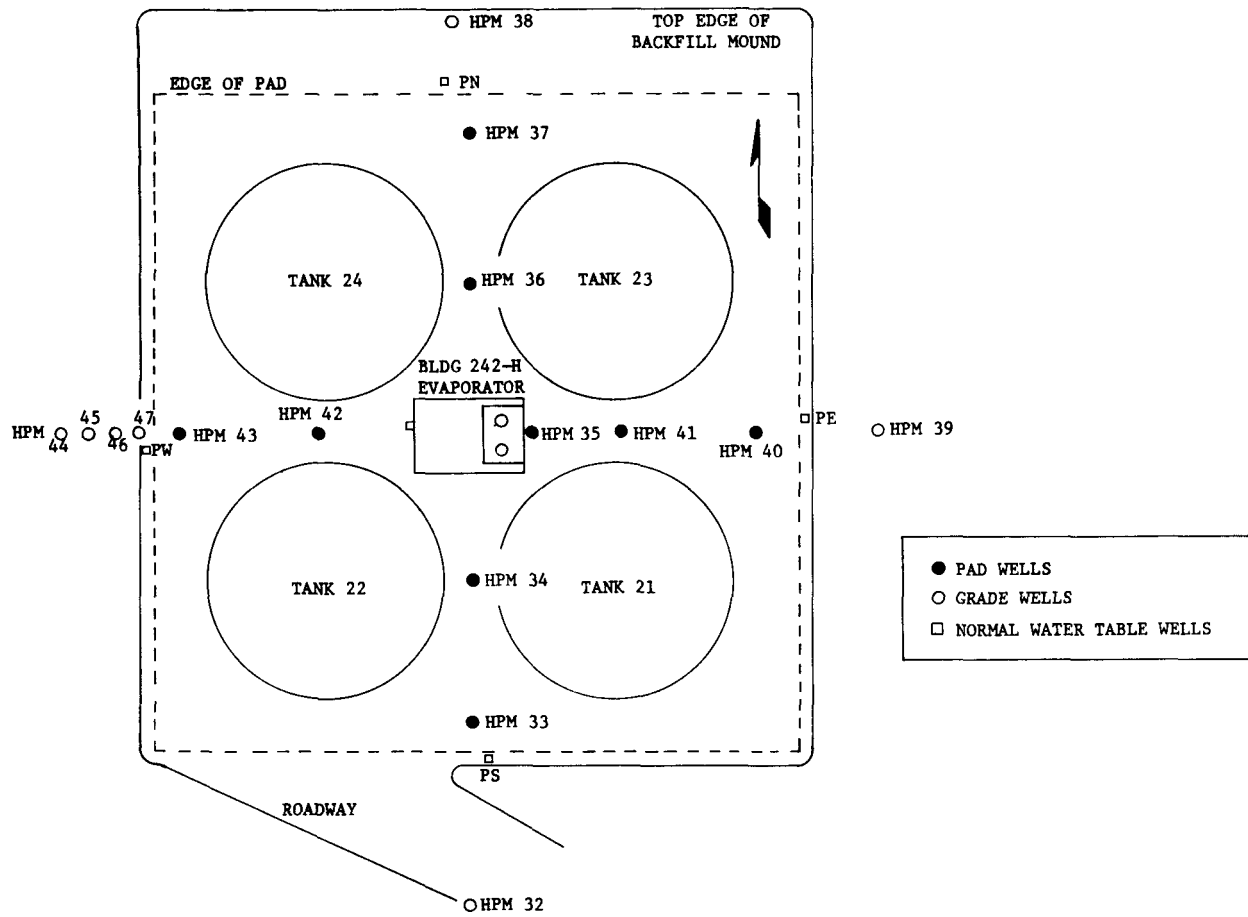 HPM 38
TOP EDGE OF
BACKFILL MOUND
EDGE OF PAD
PN
HPM 37
TANK 24
HPM 36
TANK 23
BLDG 242-H
EVAPORATOR
HPM
44
45
46
47
PW
HPM 43
HPM 42
HPM 35
HPM 41
HPM 40
PE
HPM 39
TANK 22
HPM 34
TANK 21
PAD WELLS
GRADE WELLS
NORMAL WATER TABLE WELLS
HPM 33
PS
ROADWAY
HPM 32